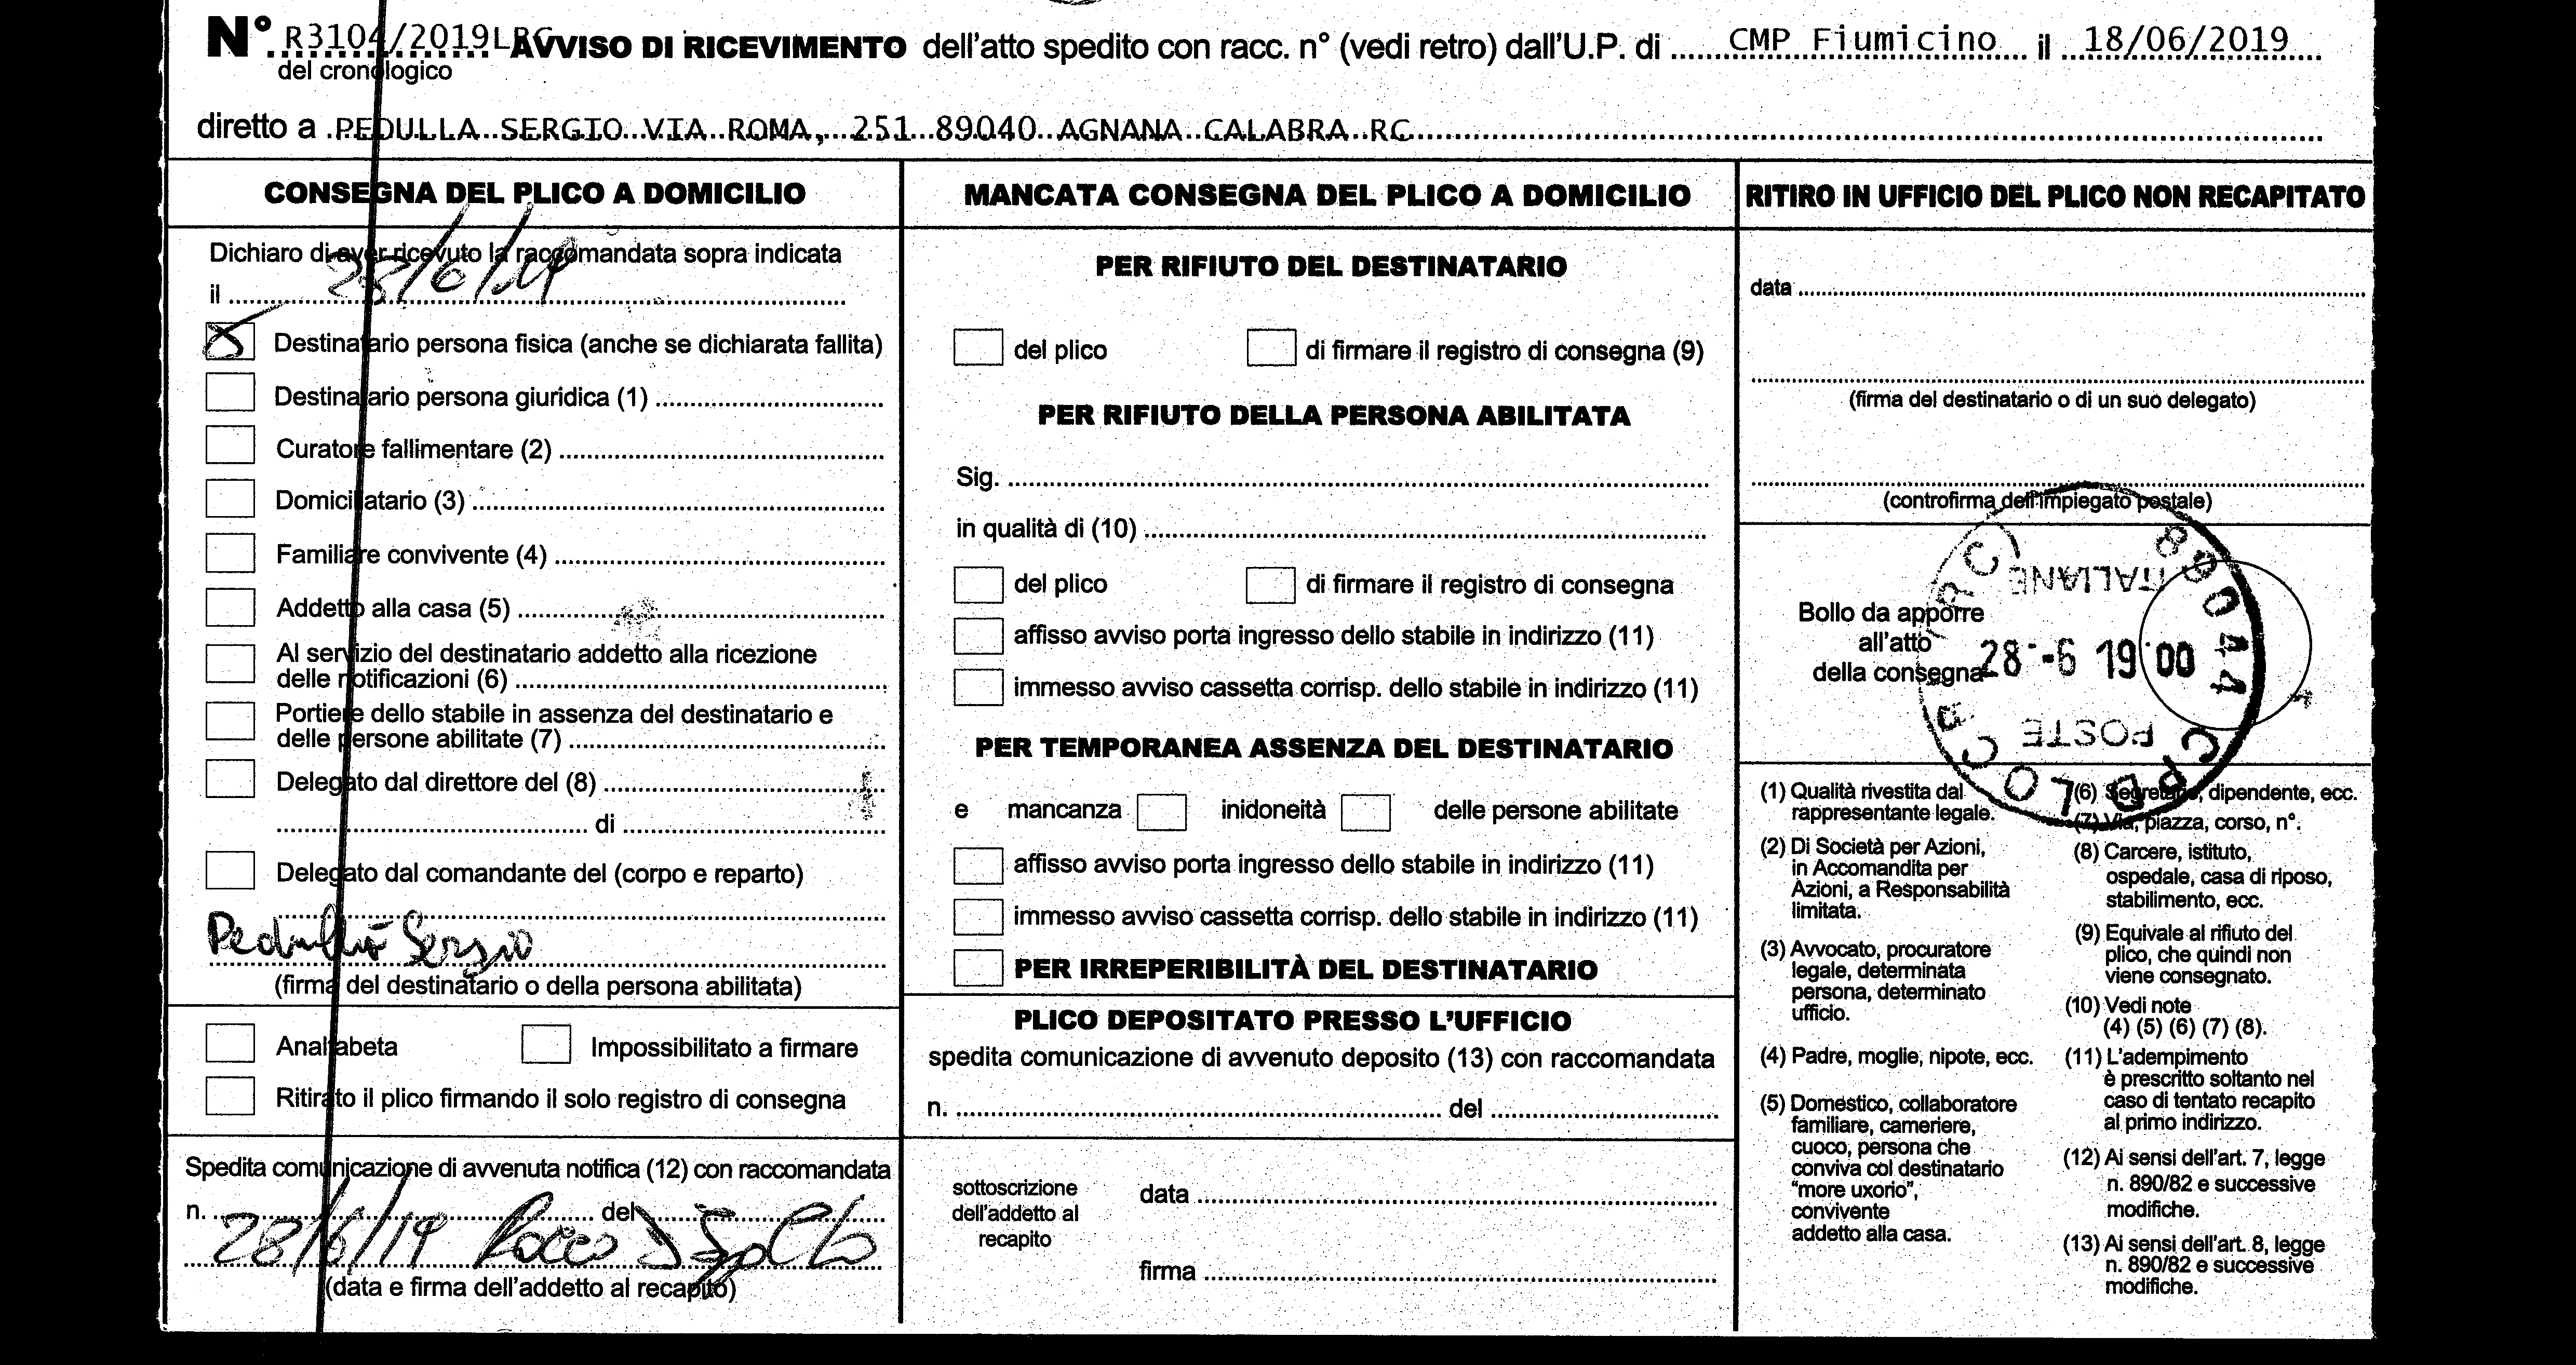 N° R3104/2019LRG AVVISO DI RICEVIMENTO dell'atto spedito con racc. n° (vedi retro) dall'U.P. di CMP Fiumicino il 18/06/2019
del cronologico
diretto a PEDULLA SERGIO VIA ROMA, 251 89040 AGNANA CALABRA RC
CONSEGNA DEL PLICO A DOMICILIO
Dichiaro di aver ricevuto la raccomandata sopra indicata
il 28/6/19
Destinatario persona fisica (anche se dichiarata fallita)
Destinatario persona giuridica (1)
Curatore fallimentare (2)
Domiciliatario (3)
Familiare convivente (4)
Addetto alla casa (5)
Al servizio del destinatario addetto alla ricezione
delle notificazioni (6)
Portiere dello stabile in assenza del destinatario e
delle persone abilitate (7)
Delegato dal direttore del (8)
di
Delegato dal comandante del (corpo e reparto)
Pedullà Sergio
(firma del destinatario o della persona abilitata)
Analfabeta Impossibilitato a firmare
Ritirato il plico firmando il solo registro di consegna
Spedita comunicazione di avvenuta notifica (12) con raccomandata
n. del
28/6/19 Rocco
(data e firma dell'addetto al recapito)
MANCATA CONSEGNA DEL PLICO A DOMICILIO
PER RIFIUTO DEL DESTINATARIO
del plico di firmare il registro di consegna (9)
PER RIFIUTO DELLA PERSONA ABILITATA
Sig.
in qualità di (10)
del plico di firmare il registro di consegna
affisso avviso porta ingresso dello stabile in indirizzo (11)
immesso avviso cassetta corrisp. dello stabile in indirizzo (11)
PER TEMPORANEA ASSENZA DEL DESTINATARIO
e mancanza inidoneità delle persone abilitate
affisso avviso porta ingresso dello stabile in indirizzo (11)
immesso avviso cassetta corrisp. dello stabile in indirizzo (11)
PER IRREPERIBILITÀ DEL DESTINATARIO
PLICO DEPOSITATO PRESSO L'UFFICIO
spedita comunicazione di avvenuto deposito (13) con raccomandata
n. del
sottoscrizione
dell'addetto al
recapito
data
firma
RITIRO IN UFFICIO DEL PLICO NON RECAPITATO
data
(firma del destinatario o di un suo delegato)
(controfirma dell'impiegato postale)
Bollo da apporre
all'atto
della consegna
28 -6 19 00
POSTE
ITALIANE
89044 CPD LOCRI (RC)
(1) Qualità rivestita dal
rappresentante legale.
(2) Di Società per Azioni,
in Accomandita per
Azioni, a Responsabilità
limitata.
(3) Avvocato, procuratore
legale, determinata
persona, determinato
ufficio.
(4) Padre, moglie, nipote, ecc.
(5) Domestico, collaboratore
familiare, cameriere,
cuoco, persona che
conviva col destinatario
"more uxorio",
convivente
addetto alla casa.
(6) Segretario, dipendente, ecc.
(7) Via, piazza, corso, n°.
(8) Carcere, istituto,
ospedale, casa di riposo,
stabilimento, ecc.
(9) Equivale al rifiuto del
plico, che quindi non
viene consegnato.
(10) Vedi note
(4) (5) (6) (7) (8).
(11) L'adempimento
è prescritto soltanto nel
caso di tentato recapito
al primo indirizzo.
(12) Ai sensi dell'art. 7, legge
n. 890/82 e successive
modifiche.
(13) Ai sensi dell'art. 8, legge
n. 890/82 e successive
modifiche.